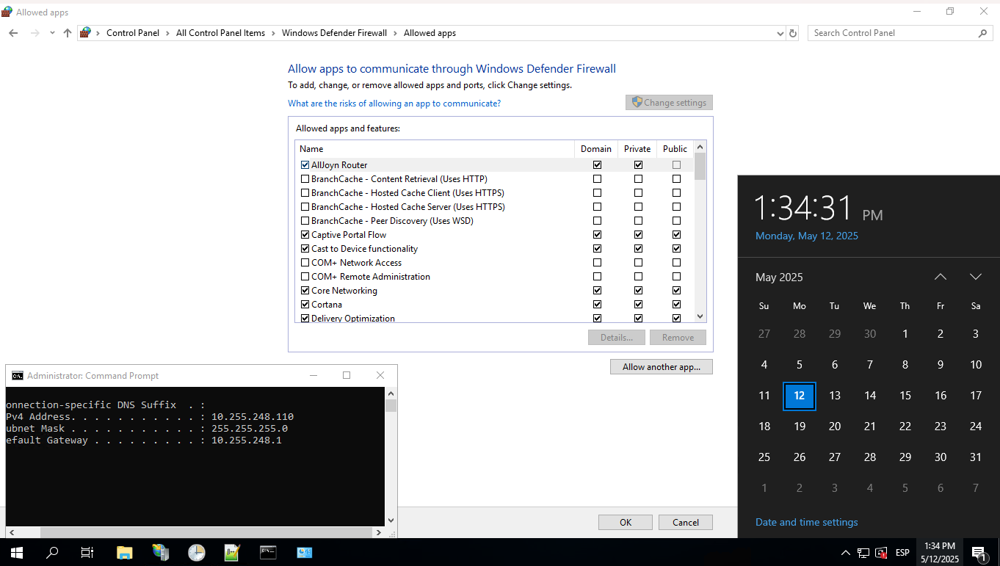 Allowed apps
Control Panel > All Control Panel Items > Windows Defender Firewall > Allowed apps
Search Control Panel
Allow apps to communicate through Windows Defender Firewall
To add, change, or remove allowed apps and ports, click Change settings.
What are the risks of allowing an app to communicate?
Change settings
Allowed apps and features:
Name Domain Private Public
AllJoyn Router
BranchCache - Content Retrieval (Uses HTTP)
BranchCache - Hosted Cache Client (Uses HTTPS)
BranchCache - Hosted Cache Server (Uses HTTPS)
BranchCache - Peer Discovery (Uses WSD)
Captive Portal Flow
Cast to Device functionality
COM+ Network Access
COM+ Remote Administration
Core Networking
Cortana
Delivery Optimization
Details... Remove
Allow another app...
OK Cancel
Administrator: Command Prompt
onnection-specific DNS Suffix . :
Pv4 Address. . . . . . . . . . . : 10.255.248.110
ubnet Mask . . . . . . . . . . . : 255.255.255.0
efault Gateway . . . . . . . . . : 10.255.248.1
1:34:31 PM
Monday, May 12, 2025
May 2025
Su Mo Tu We Th Fr Sa
27 28 29 30 1 2 3
4 5 6 7 8 9 10
11 12 13 14 15 16 17
18 19 20 21 22 23 24
25 26 27 28 29 30 31
1 2 3 4 5 6 7
Date and time settings
ESP
1:34 PM
5/12/2025
1